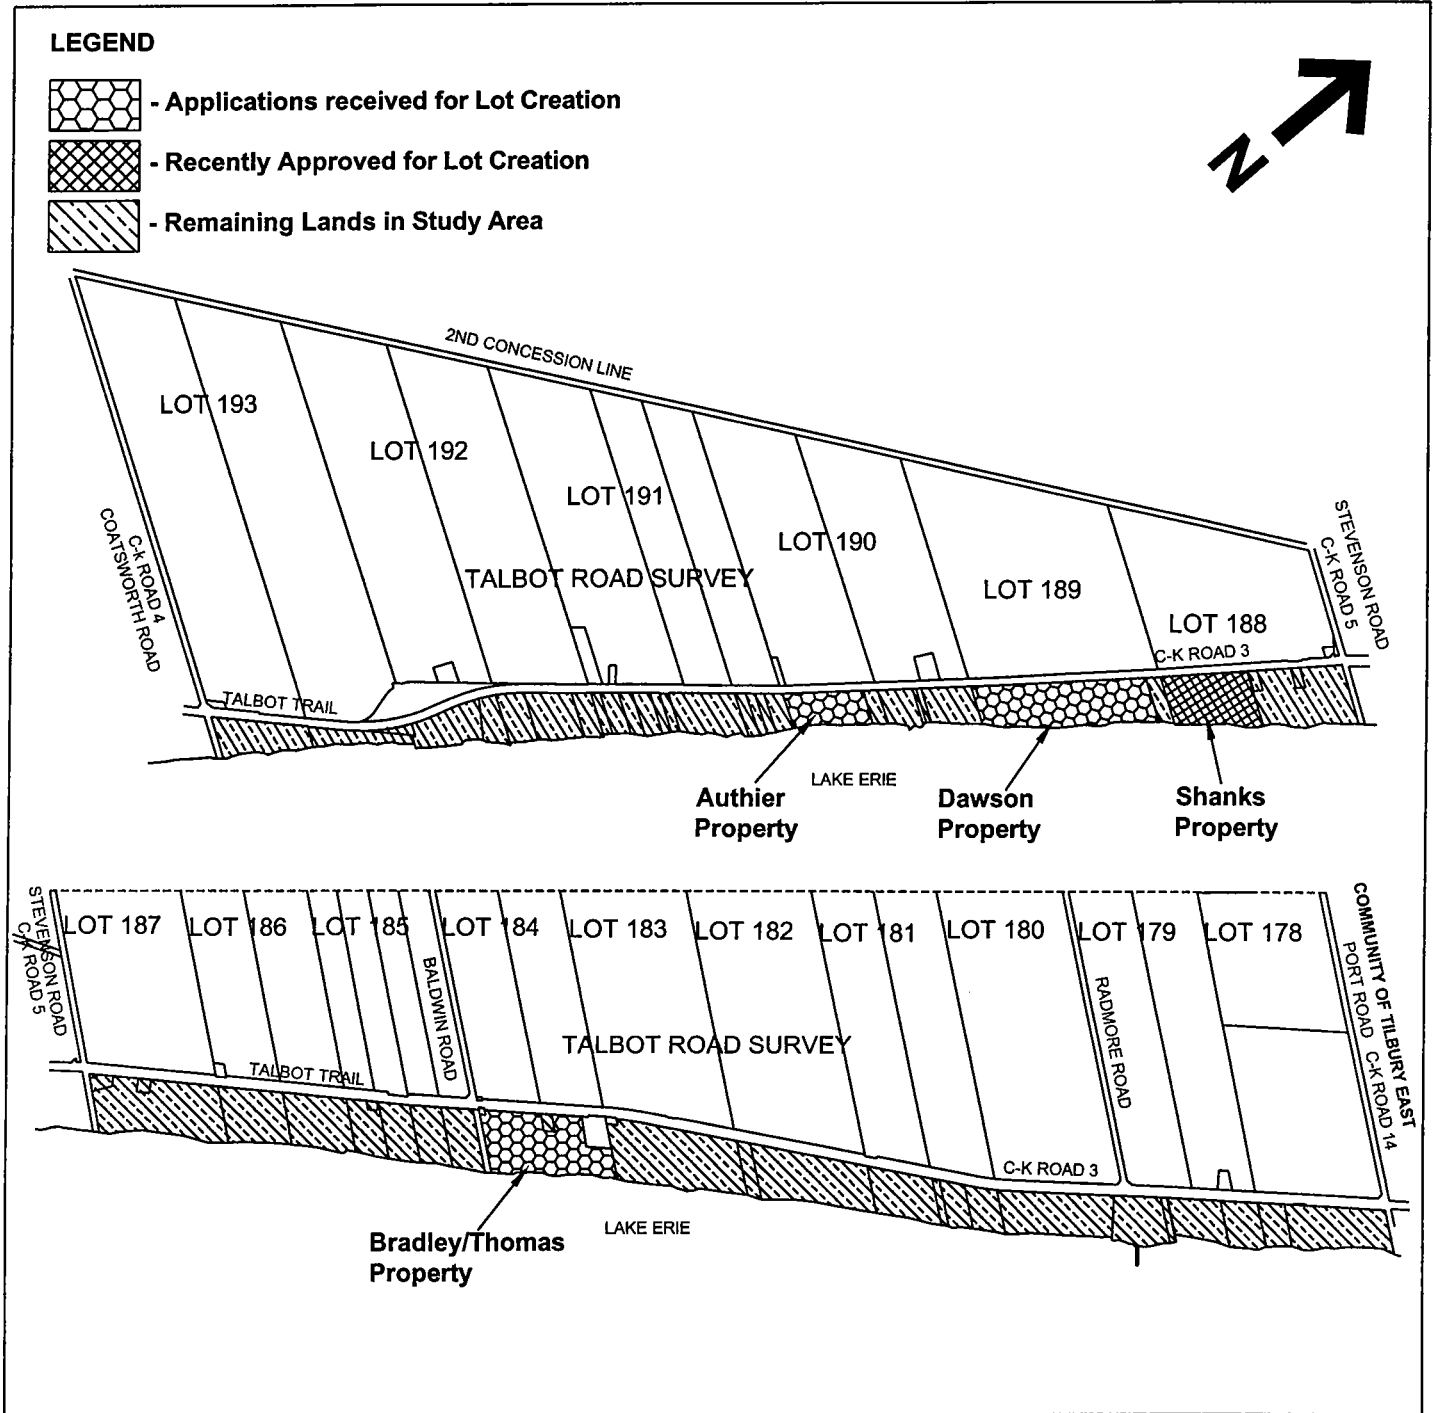 LEGEND
- Applications received for Lot Creation
- Recently Approved for Lot Creation
- Remaining Lands in Study Area
N
2ND CONCESSION LINE
LOT 193
LOT 192
LOT 191
LOT 190
LOT 189
LOT 188
TALBOT ROAD SURVEY
C-k ROAD 4
COATSWORTH ROAD
STEVENSON ROAD
C-K ROAD 5
C-K ROAD 3
TALBOT TRAIL
LAKE ERIE
Authier
Property
Dawson
Property
Shanks
Property
STEVENSON ROAD
C-K ROAD 5
LOT 187
LOT 186
LOT 185
LOT 184
LOT 183
LOT 182
LOT 181
LOT 180
LOT 179
LOT 178
BALDWIN ROAD
RADMORE ROAD
COMMUNITY OF TILBURY EAST
PORT ROAD C-K ROAD 14
TALBOT ROAD SURVEY
TALBOT TRAIL
C-K ROAD 3
LAKE ERIE
Bradley/Thomas
Property